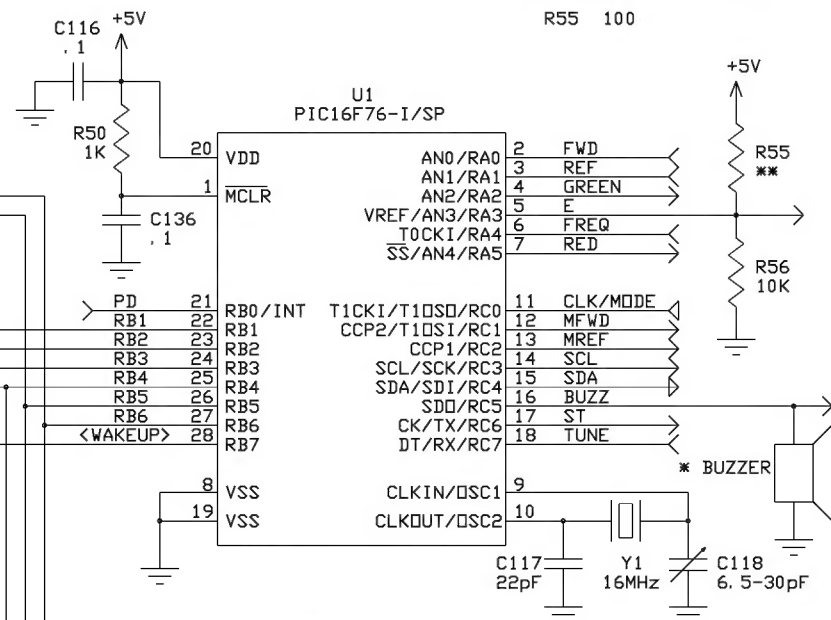 R55 100
C116
.1
+5V
+5V
U1
PIC16F76-I/SP
R50
1K
R55
**
C136
.1
R56
10K
20 VDD
1 MCLR
AN0/RA0 2 FWD
AN1/RA1 3 REF
AN2/RA2 4 GREEN
VREF/AN3/RA3 5 E
T0CKI/RA4 6 FREQ
SS/AN4/RA5 7 RED
PD 21 RB0/INT
RB1 22 RB1
RB2 23 RB2
RB3 24 RB3
RB4 25 RB4
RB5 26 RB5
RB6 27 RB6
<WAKEUP> 28 RB7
T1CKI/T1OSO/RC0 11 CLK/MODE
CCP2/T1OSI/RC1 12 MFWD
CCP1/RC2 13 MREF
SCL/SCK/RC3 14 SCL
SDA/SDI/RC4 15 SDA
SDO/RC5 16 BUZZ
CK/TX/RC6 17 ST
DT/RX/RC7 18 TUNE
* BUZZER
8 VSS
19 VSS
CLKIN/OSC1 9
CLKOUT/OSC2 10
C117
22pF
Y1
16MHz
C118
6.5-30pF